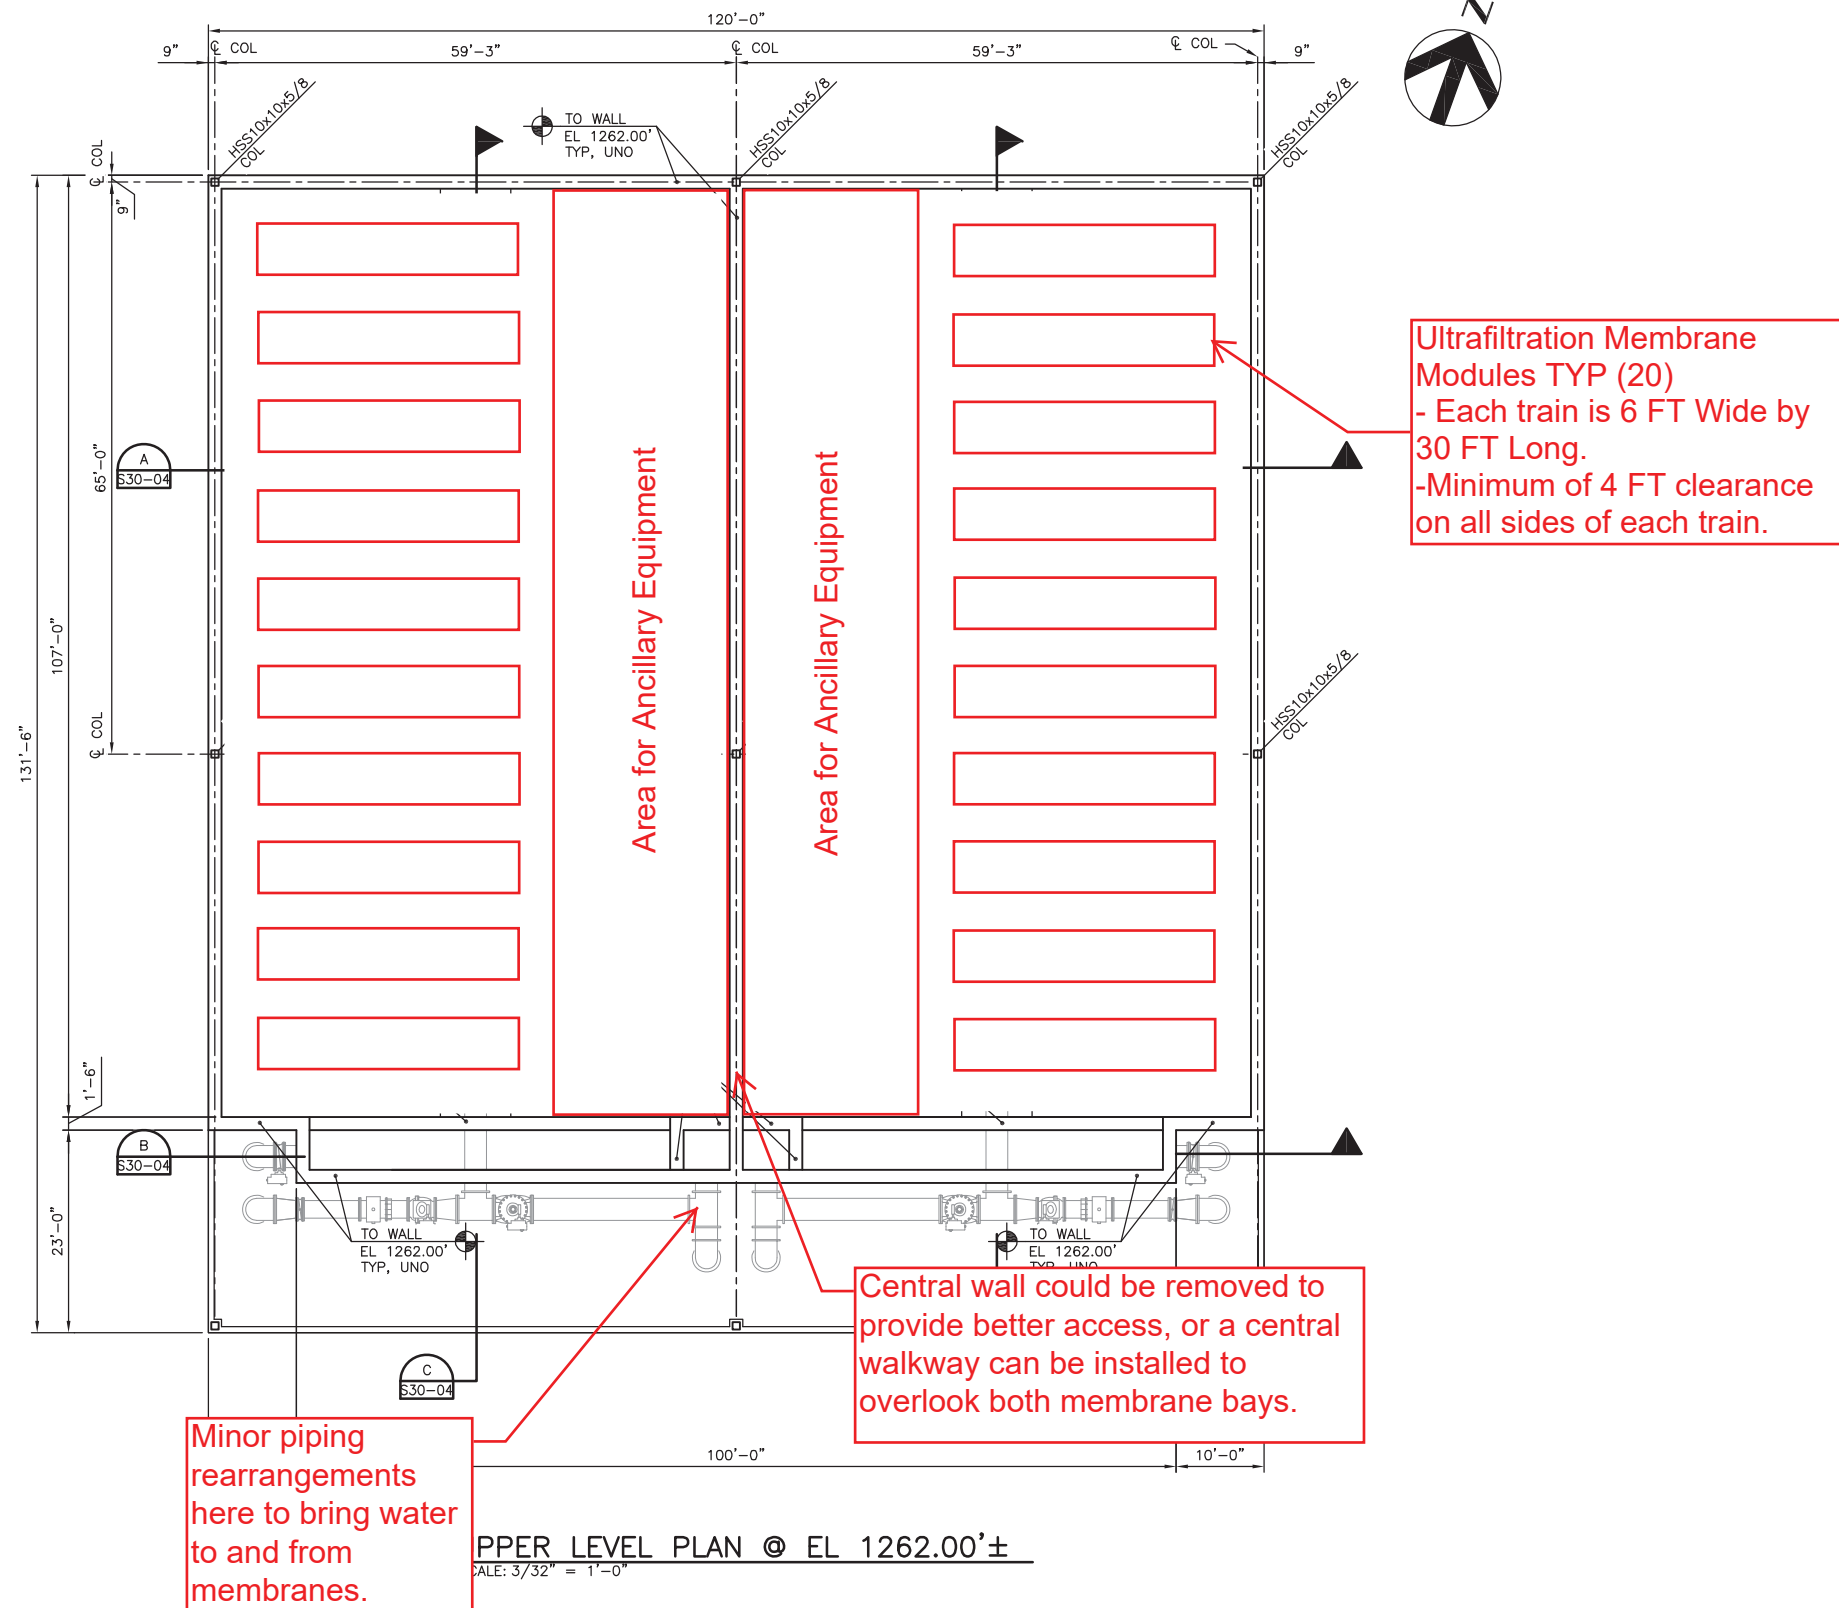 120'-0"
9"
℄ COL
59'-3"
℄ COL
59'-3"
℄ COL
9"
N
HSS10x10x5/8
COL
TO WALL
EL 1262.00'
TYP, UNO
HSS10x10x5/8
COL
HSS10x10x5/8
COL
℄ COL
9"
Ultrafiltration Membrane
Modules TYP (20)
- Each train is 6 FT Wide by
30 FT Long.
-Minimum of 4 FT clearance
on all sides of each train.
A
S30-04
65'-0"
Area for Ancillary Equipment
Area for Ancillary Equipment
107'-0"
131'-6"
℄ COL
HSS10x10x5/8
COL
1'-6"
B
S30-04
23'-0"
TO WALL
EL 1262.00'
TYP, UNO
TO WALL
EL 1262.00'
TYP, UNO
Central wall could be removed to
provide better access, or a central
walkway can be installed to
overlook both membrane bays.
C
S30-04
Minor piping
rearrangements
here to bring water
to and from
membranes.
100'-0"
10'-0"
PPER LEVEL PLAN @ EL 1262.00'±
CALE: 3/32" = 1'-0"